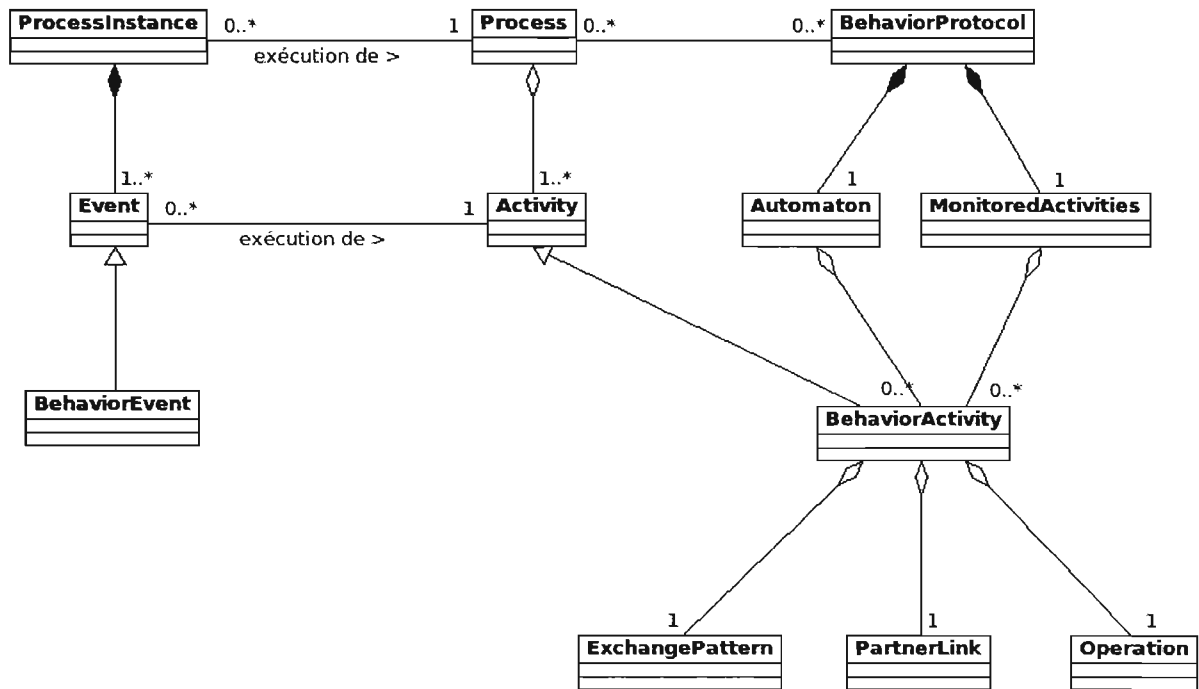 ProcessInstance 0..* 1 Process 0..* 0..* BehaviorProtocol
exécution de >
1..* 1..* 1 1
Event 0..* 1 Activity Automaton MonitoredActivities
exécution de >
0..* 0..*
BehaviorEvent BehaviorActivity
1 1 1
ExchangePattern PartnerLink Operation